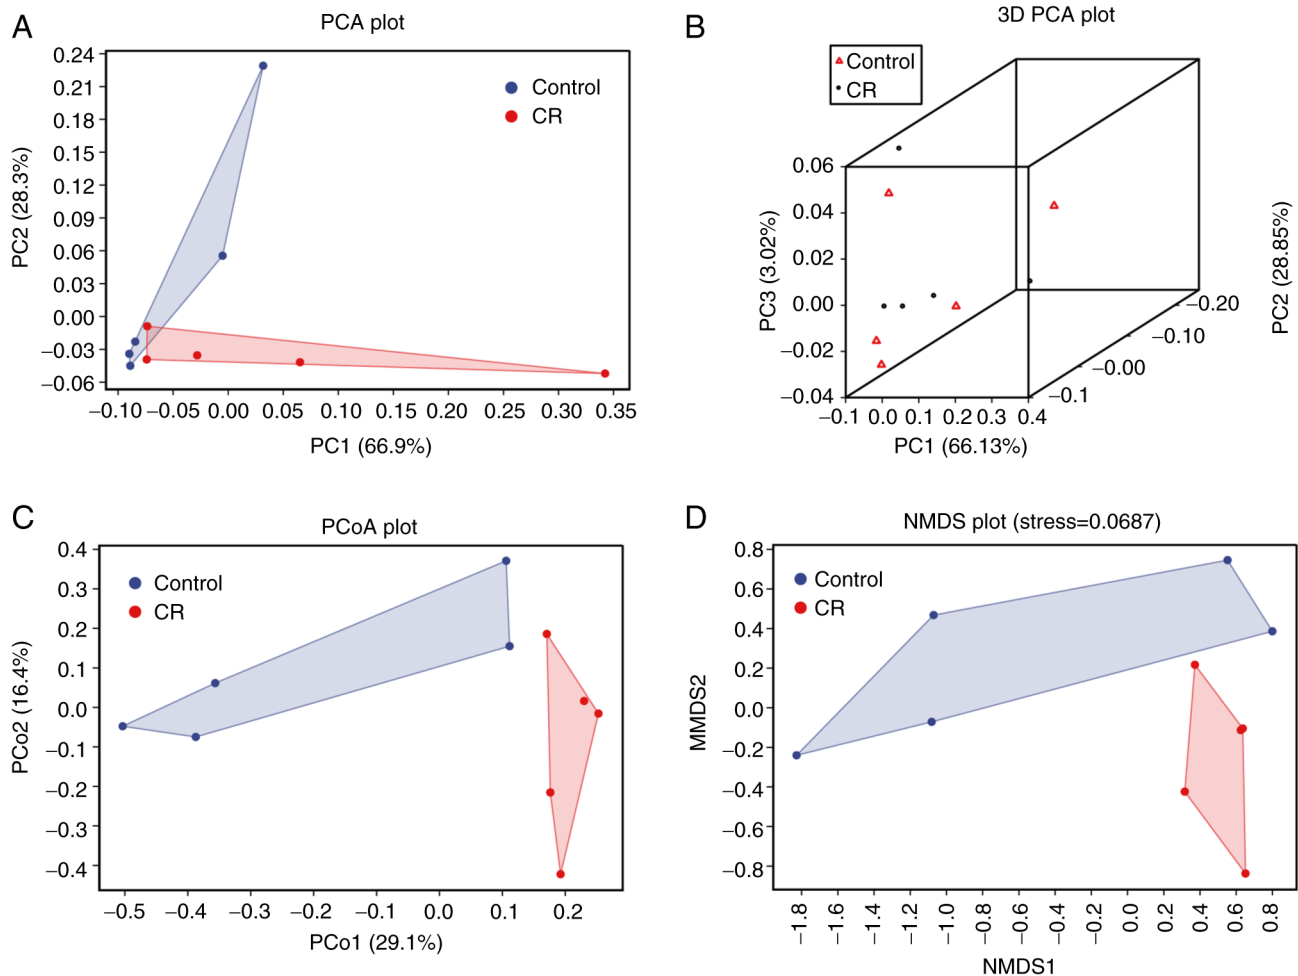 A
PCA plot
Control
CR
0.24
0.21
0.18
0.15
0.12
0.09
0.06
0.03
0.00
−0.03
−0.06
PC2 (28.3%)
−0.10 −0.05 0.00 0.05 0.10 0.15 0.20 0.25 0.30 0.35
PC1 (66.9%)
B
3D PCA plot
Control
CR
0.06
0.04
0.02
0.00
−0.02
−0.04
PC3 (3.02%)
−0.1 0.0 0.1 0.2 0.3 0.4
PC1 (66.13%)
−0.20
−0.10
−0.00
−0.1
PC2 (28.85%)
C
PCoA plot
Control
CR
0.4
0.3
0.2
0.1
0.0
−0.1
−0.2
−0.3
−0.4
PCo2 (16.4%)
−0.5 −0.4 −0.3 −0.2 −0.1 0.0 0.1 0.2
PCo1 (29.1%)
D
NMDS plot (stress=0.0687)
Control
CR
0.8
0.6
0.4
0.2
0.0
−0.2
−0.4
−0.6
−0.8
MMDS2
−1.8 −1.6 −1.4 −1.2 −1.0 −0.8 −0.6 −0.4 −0.2 0.0 0.2 0.4 0.6 0.8
NMDS1